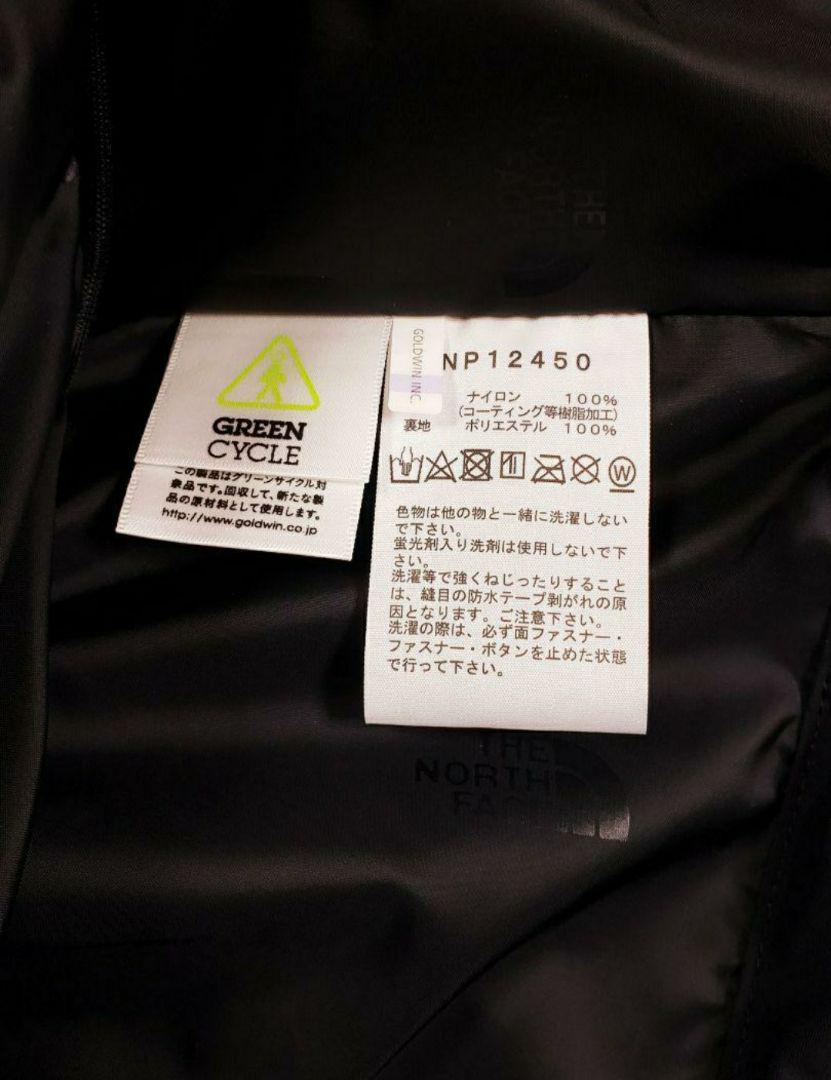 THE
NORTH
FACE
GREEN
CYCLE
この製品はグリーンサイクル対
象品です。回収して、新たな製
品の原材料として使用します。
http://www.goldwin.co.jp
GOLDWIN INC.
NP12450
ナイロン 100%
(コーティング等樹脂加工)
裏地 ポリエステル 100%
W
色物は他の物と一緒に洗濯しない
で下さい。
蛍光剤入り洗剤は使用しないで下
さい。
洗濯等で強くねじったりすること
は、縫目の防水テープ剥がれの原
因となります。ご注意下さい。
洗濯の際は、必ず面ファスナー・
ファスナー・ボタンを止めた状態
で行って下さい。
THE
NORTH
FACE